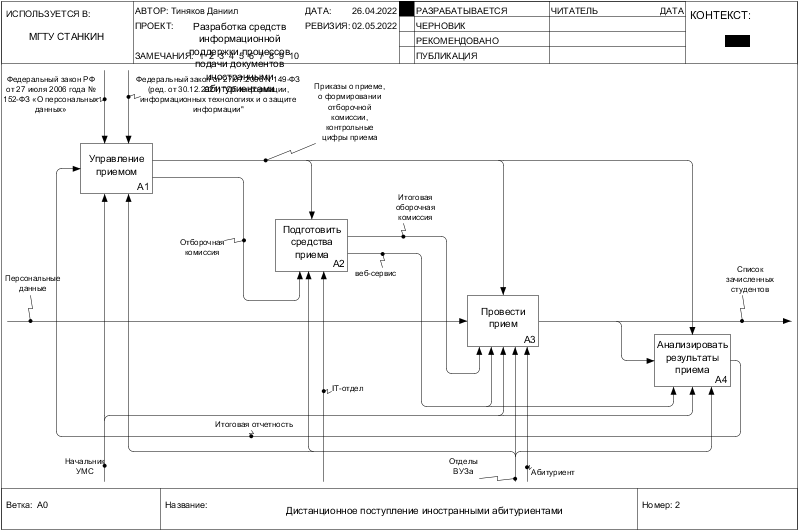 ИСПОЛЬЗУЕТСЯ В:
МГТУ СТАНКИН
АВТОР: Тиняков Даниил
ДАТА: 26.04.2022
ПРОЕКТ: Разработка средств
информационной
поддержки процессов
подачи документов
иностранными
абитуриентами
РЕВИЗИЯ: 02.05.2022
ЗАМЕЧАНИЯ: 1 2 3 4 5 6 7 8 9 10
РАЗРАБАТЫВАЕТСЯ
ЧЕРНОВИК
РЕКОМЕНДОВАНО
ПУБЛИКАЦИЯ
ЧИТАТЕЛЬ ДАТА
КОНТЕКСТ:
Федеральный закон РФ
от 27 июля 2006 года №
152-ФЗ «О персональных
данных»
Федеральный закон от 27.07.2006 N 149-ФЗ
(ред. от 30.12.2021) "Об информации,
информационных технологиях и о защите
информации"
Приказы о приеме,
о формировании
отборочной
комиссии,
контрольные
цифры приема
Управление
приемом
A1
Отборочная
комиссия
Подготовить
средства
приема
A2
Итоговая
оборочная
комиссия
веб-сервис
Персональные
данные
Провести
прием
A3
Список
зачисленных
студентов
Анализировать
результаты
приема
A4
IT-отдел
Итоговая отчетность
Начальник
УМС
Отделы
ВУЗа
Абитуриент
Ветка: A0
Название: Дистанционное поступление иностранными абитуриентами
Номер: 2